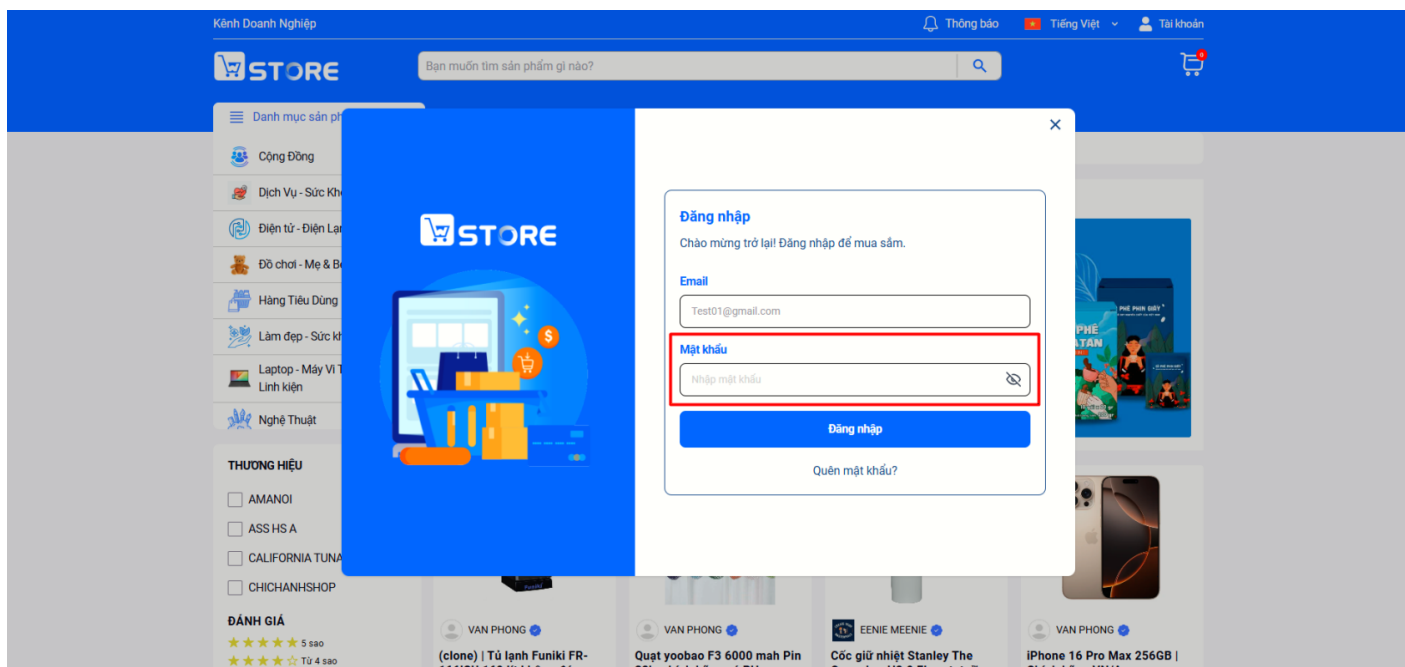 Kênh Doanh Nghiệp
Thông báo
Tiếng Việt
Tài khoản
STORE
Bạn muốn tìm sản phẩm gì nào?
0
Danh mục sản ph
Cộng Đồng
Dịch Vụ - Sức Kh
Điện tử - Điện Lạ
Đồ chơi - Mẹ & B
Hàng Tiêu Dùng
Làm đẹp - Sức k
Laptop - Máy Vi T
Linh kiện
Nghệ Thuật
THƯƠNG HIỆU
AMANOI
ASS HS A
CALIFORNIA TUNA
CHICHANHSHOP
ĐÁNH GIÁ
5 sao
Từ 4 sao
STORE
Đăng nhập
Chào mừng trở lại! Đăng nhập để mua sắm.
Email
Test01@gmail.com
Mật khẩu
Nhập mật khẩu
Đăng nhập
Quên mật khẩu?
PHÊ PHIN GIẤY
PHÊ
TAN
VAN PHONG
(clone) | Tủ lạnh Funiki FR-
VAN PHONG
Quạt yoobao F3 6000 mah Pin
EENIE MEENIE
Cốc giữ nhiệt Stanley The
VAN PHONG
iPhone 16 Pro Max 256GB |